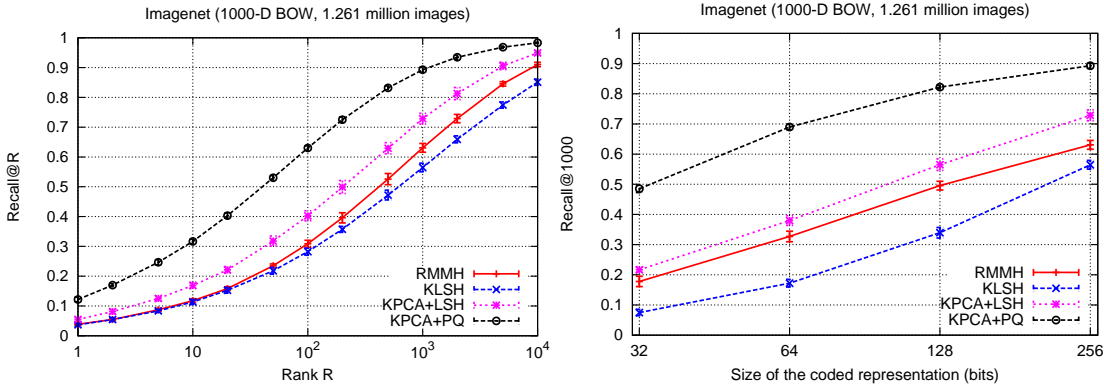 Imagenet (1000-D BOW, 1.261 million images)
Recall@R
1
0.9
0.8
0.7
0.6
0.5
0.4
0.3
0.2
0.1
0
RMMH
KLSH
KPCA+LSH
KPCA+PQ
1 10 10^2 10^3 10^4
Rank R
Imagenet (1000-D BOW, 1.261 million images)
Recall@1000
1
0.9
0.8
0.7
0.6
0.5
0.4
0.3
0.2
0.1
0
RMMH
KLSH
KPCA+LSH
KPCA+PQ
32 64 128 256
Size of the coded representation (bits)